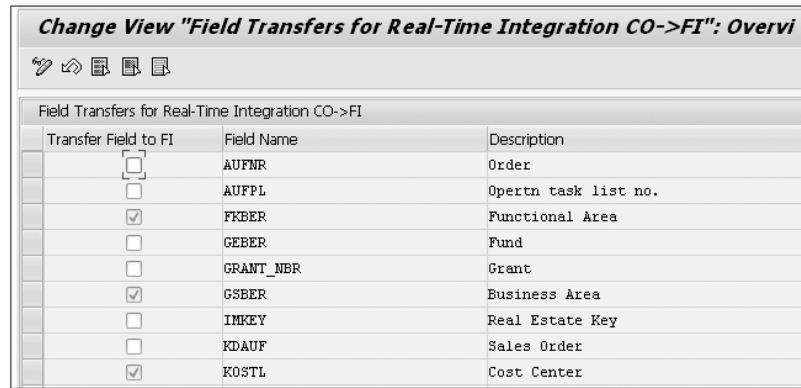 Change View "Field Transfers for Real-Time Integration CO->FI": Overvi
Field Transfers for Real-Time Integration CO->FI
Transfer Field to FI Field Name Description
AUFNR Order
AUFPL Opertn task list no.
FKBER Functional Area
GEBER Fund
GRANT_NBR Grant
GSBER Business Area
IMKEY Real Estate Key
KDAUF Sales Order
KOSTL Cost Center